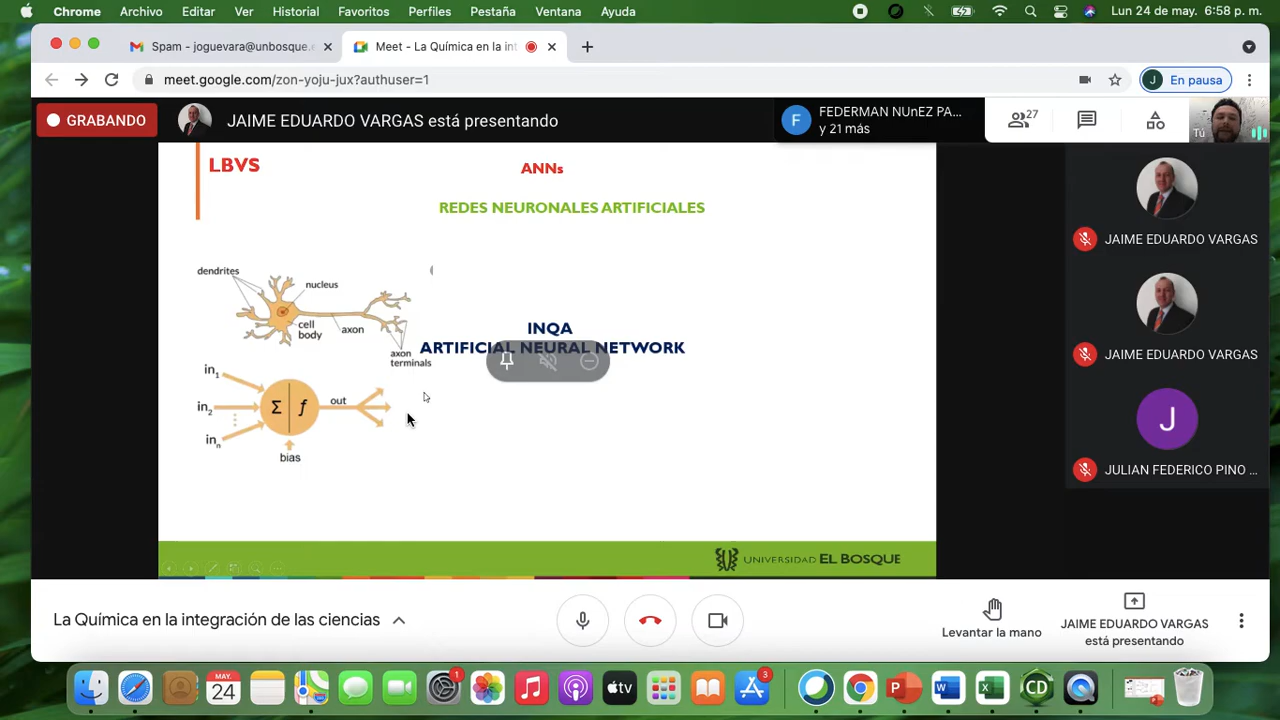 Chrome Archivo Editar Ver Historial Favoritos Perfiles Pestaña Ventana Ayuda Lun 24 de may. 6:58 p. m.
Spam - joguevara@unbosque.e
Meet - La Química en la int
meet.google.com/zon-yoju-jux?authuser=1
J En pausa
GRABANDO
JAIME EDUARDO VARGAS está presentando
F
FEDERMAN NUnEZ PA...
y 21 más
27
Tú
LBVS
ANNs
REDES NEURONALES ARTIFICIALES
dendrites
nucleus
cell
body
axon
axon
terminals
INQA
ARTIFICIAL NEURAL NETWORK
in1
in2
inn
Σ f
out
bias
UNIVERSIDAD EL BOSQUE
JAIME EDUARDO VARGAS
JAIME EDUARDO VARGAS
J
JULIAN FEDERICO PINO ...
La Química en la integración de las ciencias
Levantar la mano
JAIME EDUARDO VARGAS
está presentando
MAY.
24
1
tv
3
P
W
X
CD